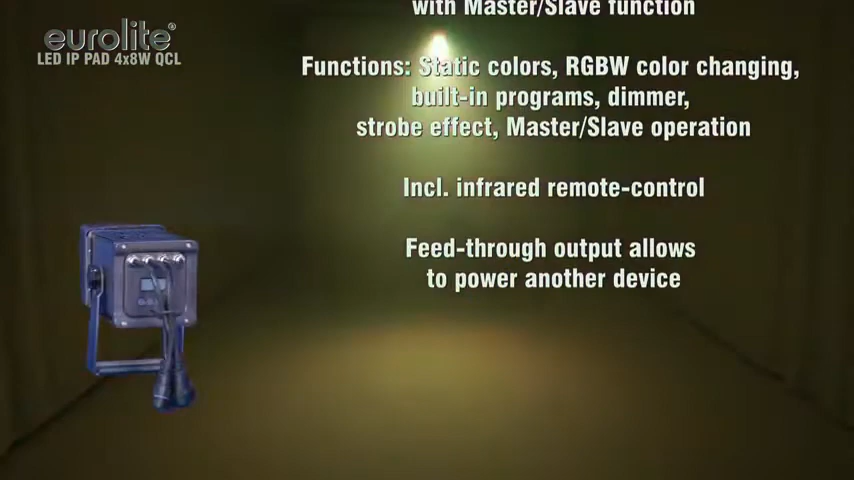 eurolite®
LED IP PAD 4x8W QCL
with Master/Slave function
Functions: Static colors, RGBW color changing,
built-in programs, dimmer,
strobe effect, Master/Slave operation
Incl. infrared remote-control
Feed-through output allows
to power another device